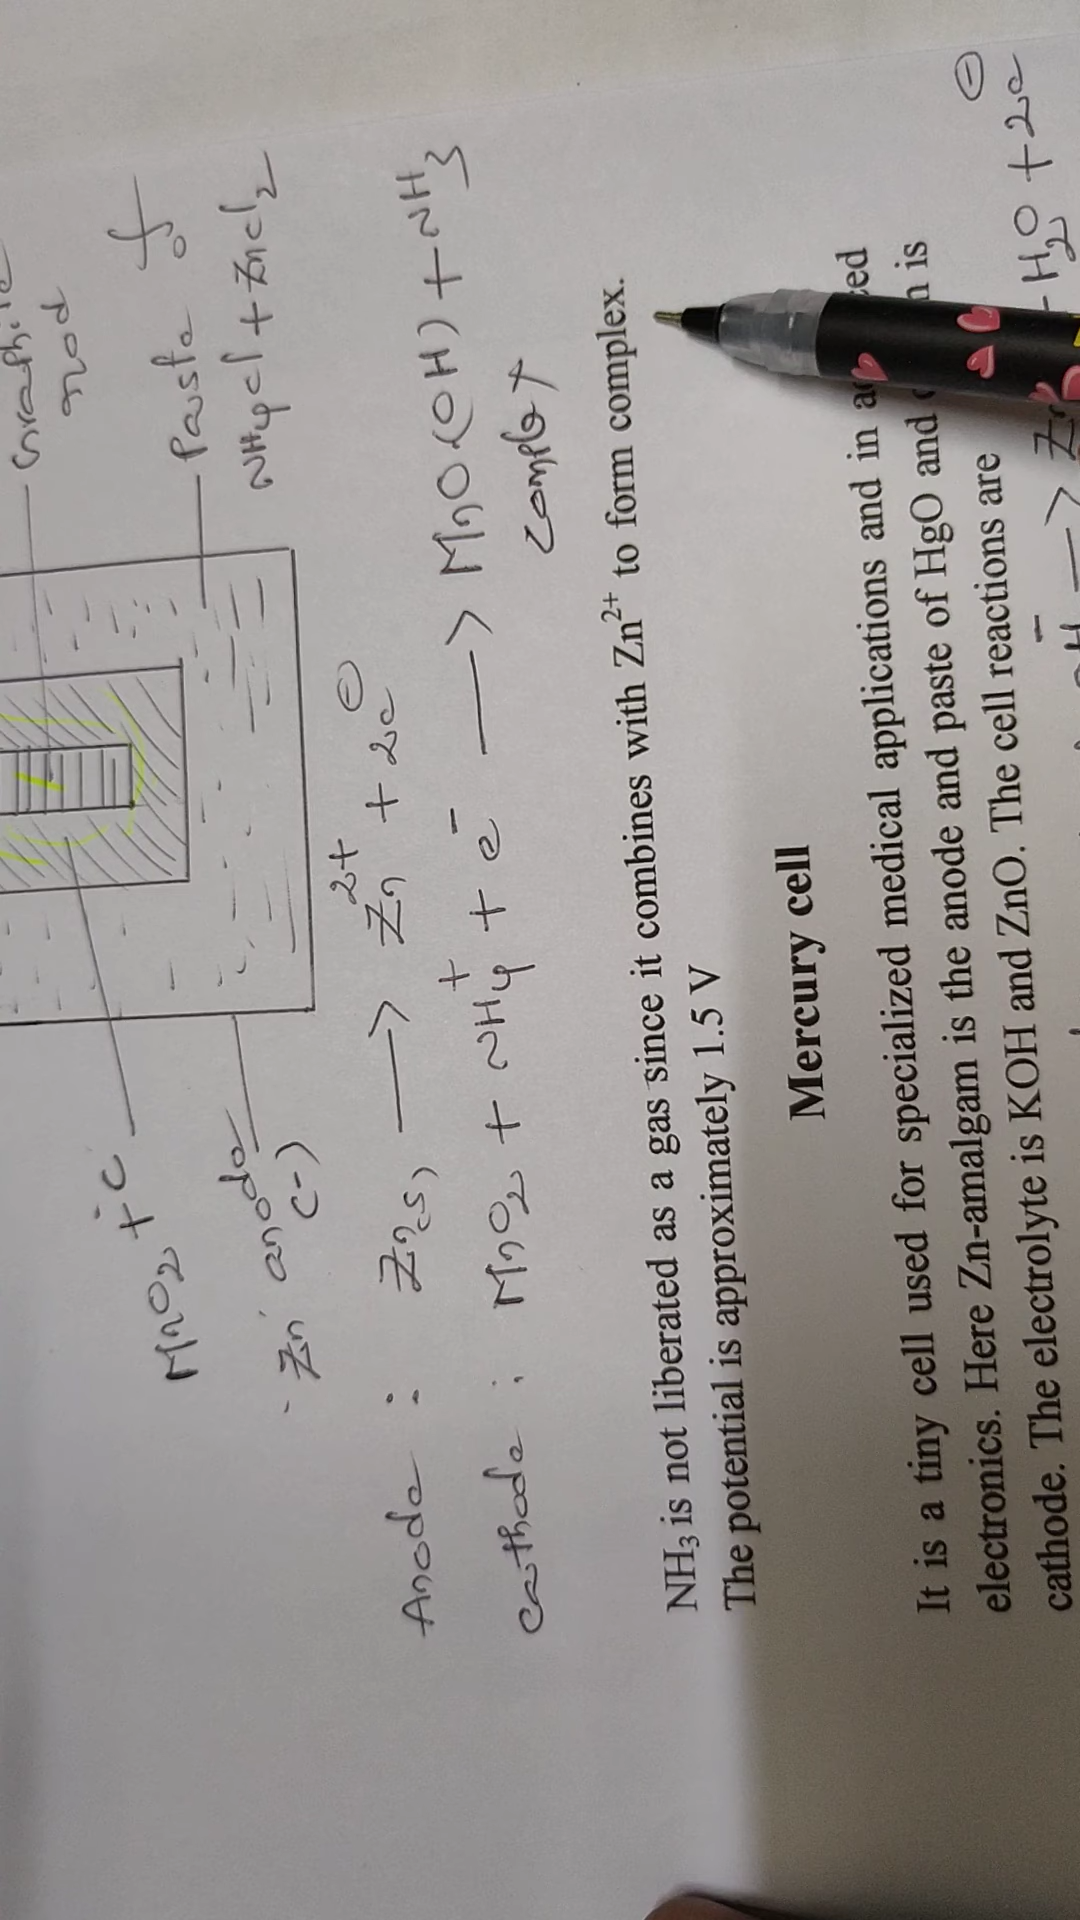 rod
MnO2 + C
Paste of
NH4Cl + ZnCl2
Zn anode
(-)
Anode : Zn(s) —> Zn2+ + 2e⊖
Cathode : MnO2 + NH4+ + e- —> MnO(OH) + NH3
complex
NH3 is not liberated as a gas since it combines with Zn2+ to form complex.
The potential is approximately 1.5 V
Mercury cell
It is a tiny cell used for specialized medical applications and in
electronics. Here Zn-amalgam is the anode and paste of HgO and is
cathode. The electrolyte is KOH and ZnO. The cell reactions are
—> H2O + 2e⊖